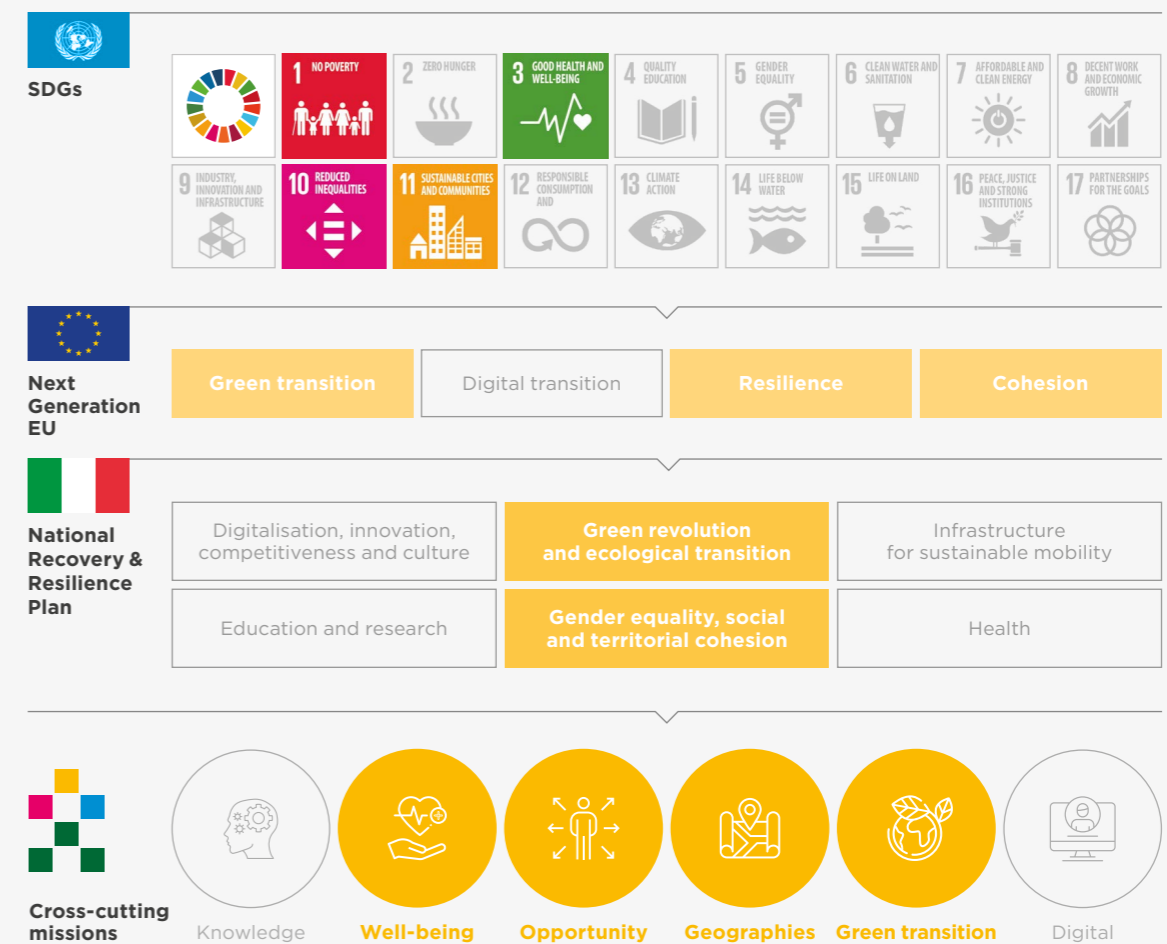 SDGs
1 NO POVERTY
2 ZERO HUNGER
3 GOOD HEALTH AND
WELL-BEING
4 QUALITY
EDUCATION
5 GENDER
EQUALITY
6 CLEAN WATER AND
SANITATION
7 AFFORDABLE AND
CLEAN ENERGY
8 DECENT WORK
AND ECONOMIC
GROWTH
9 INDUSTRY,
INNOVATION AND
INFRASTRUCTURE
10 REDUCED
INEQUALITIES
11 SUSTAINABLE CITIES
AND COMMUNITIES
12 RESPONSIBLE
CONSUMPTION
AND
13 CLIMATE
ACTION
14 LIFE BELOW
WATER
15 LIFE ON LAND
16 PEACE, JUSTICE
AND STRONG
INSTITUTIONS
17 PARTNERSHIPS
FOR THE GOALS
Next
Generation
EU
Green transition
Digital transition
Resilience
Cohesion
National
Recovery &
Resilience
Plan
Digitalisation, innovation,
competitiveness and culture
Green revolution
and ecological transition
Infrastructure
for sustainable mobility
Education and research
Gender equality, social
and territorial cohesion
Health
Cross-cutting
missions
Knowledge
Well-being
Opportunity
Geographies
Green transition
Digital